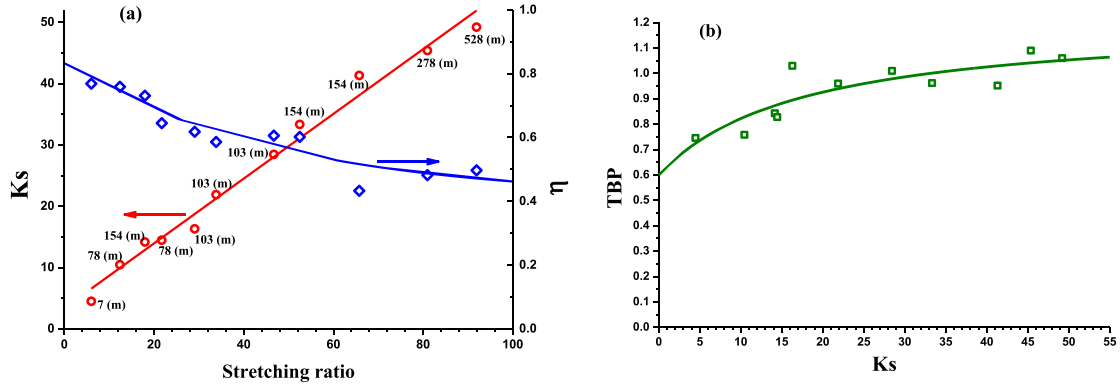 (a)
50
40
30
20
10
0
Ks
1.0
0.8
0.6
0.4
0.2
0.0
η
528 (m)
278 (m)
154 (m)
154 (m)
103 (m)
103 (m)
154 (m)
103 (m)
78 (m)
78 (m)
7 (m)
0 20 40 60 80 100
Stretching ratio
(b)
1.2
1.1
1.0
0.9
0.8
0.7
0.6
0.5
0.4
0.3
0.2
0.1
0.0
TBP
0 5 10 15 20 25 30 35 40 45 50 55
Ks